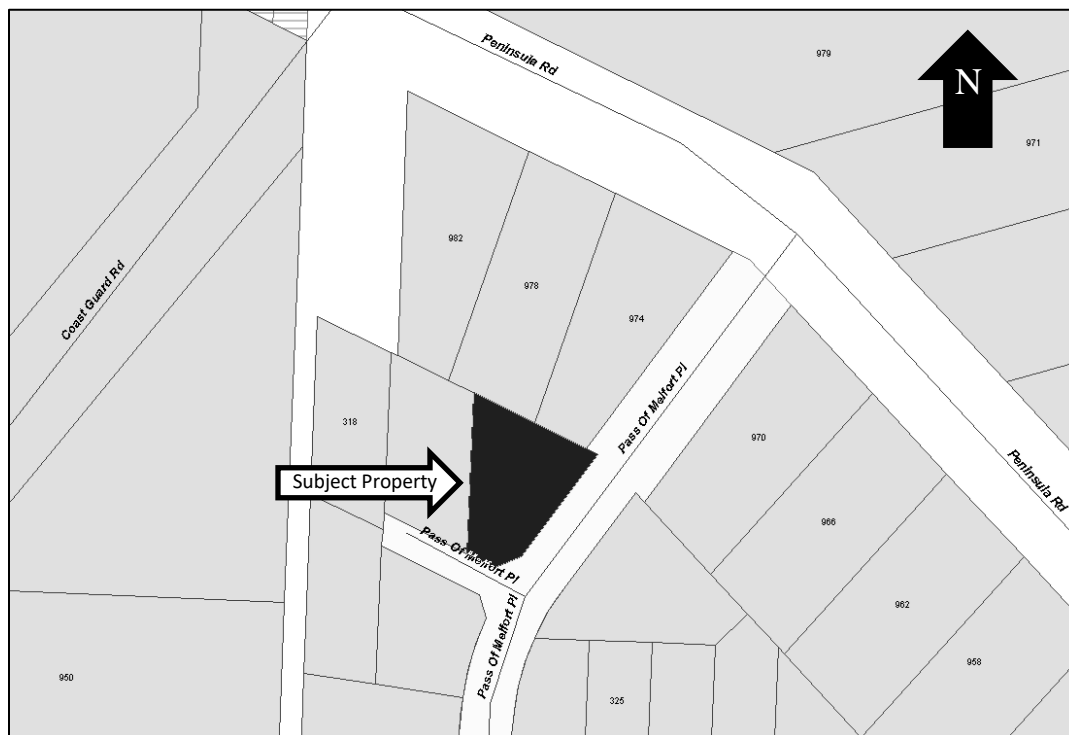 Peninsula Rd
979
N
971
982
978
974
Coast Guard Rd
Pass Of Melfort Pl
318
970
Subject Property
Peninsula Rd
966
Pass Of Melfort Pl
962
Pass Of Melfort Pl
958
950
325